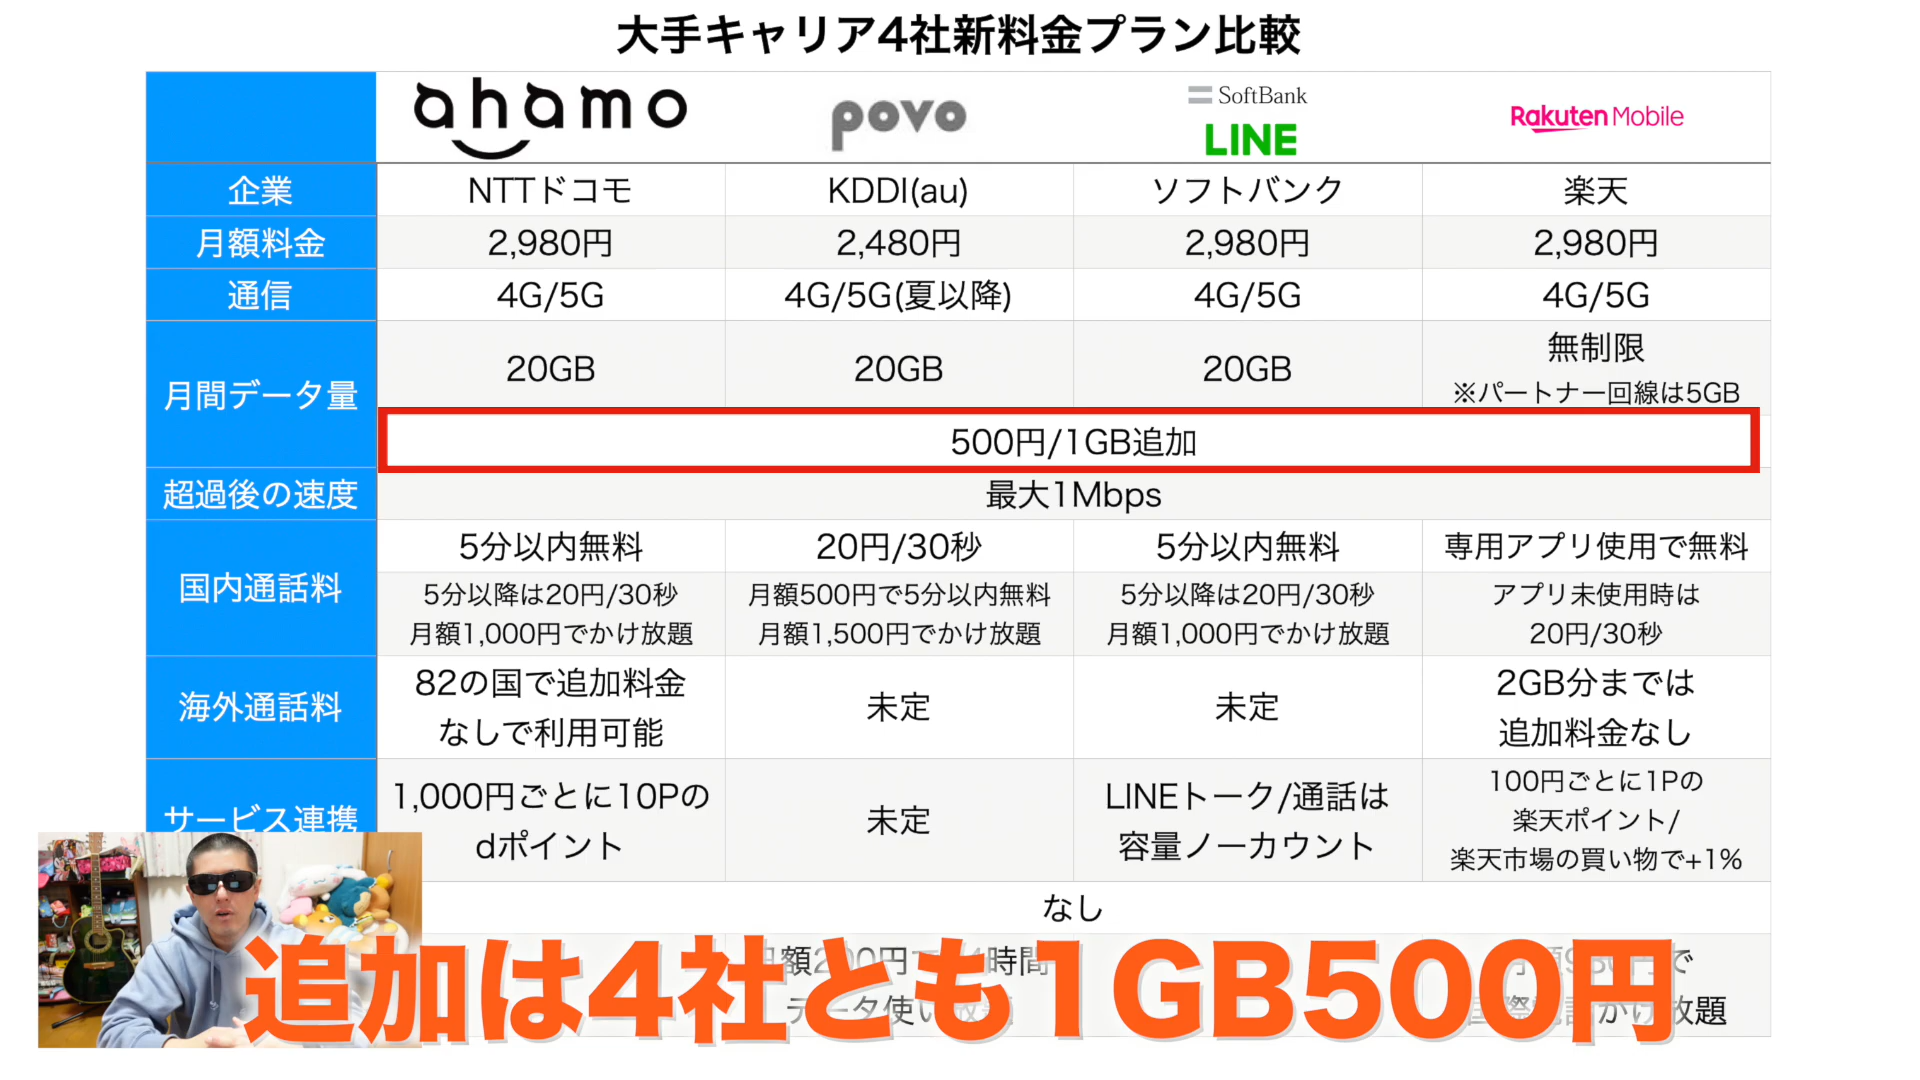 大手キャリア4社新料金プラン比較
ahamo
povo
SoftBank
LINE
Rakuten Mobile
企業
NTTドコモ
KDDI(au)
ソフトバンク
楽天
月額料金
2,980円
2,480円
2,980円
2,980円
通信
4G/5G
4G/5G(夏以降)
4G/5G
4G/5G
月間データ量
20GB
20GB
20GB
無制限
※パートナー回線は5GB
500円/1GB追加
超過後の速度
最大1Mbps
国内通話料
5分以内無料
20円/30秒
5分以内無料
専用アプリ使用で無料
5分以降は20円/30秒
月額1,000円でかけ放題
月額500円で5分以内無料
月額1,500円でかけ放題
5分以降は20円/30秒
月額1,000円でかけ放題
アプリ未使用時は
20円/30秒
海外通話料
82の国で追加料金
なしで利用可能
未定
未定
2GB分までは
追加料金なし
サービス連携
1,000円ごとに10Pの
dポイント
未定
LINEトーク/通話は
容量ノーカウント
100円ごとに1Pの
楽天ポイント/
楽天市場の買い物で+1%
なし
追加は4社とも1GB500円